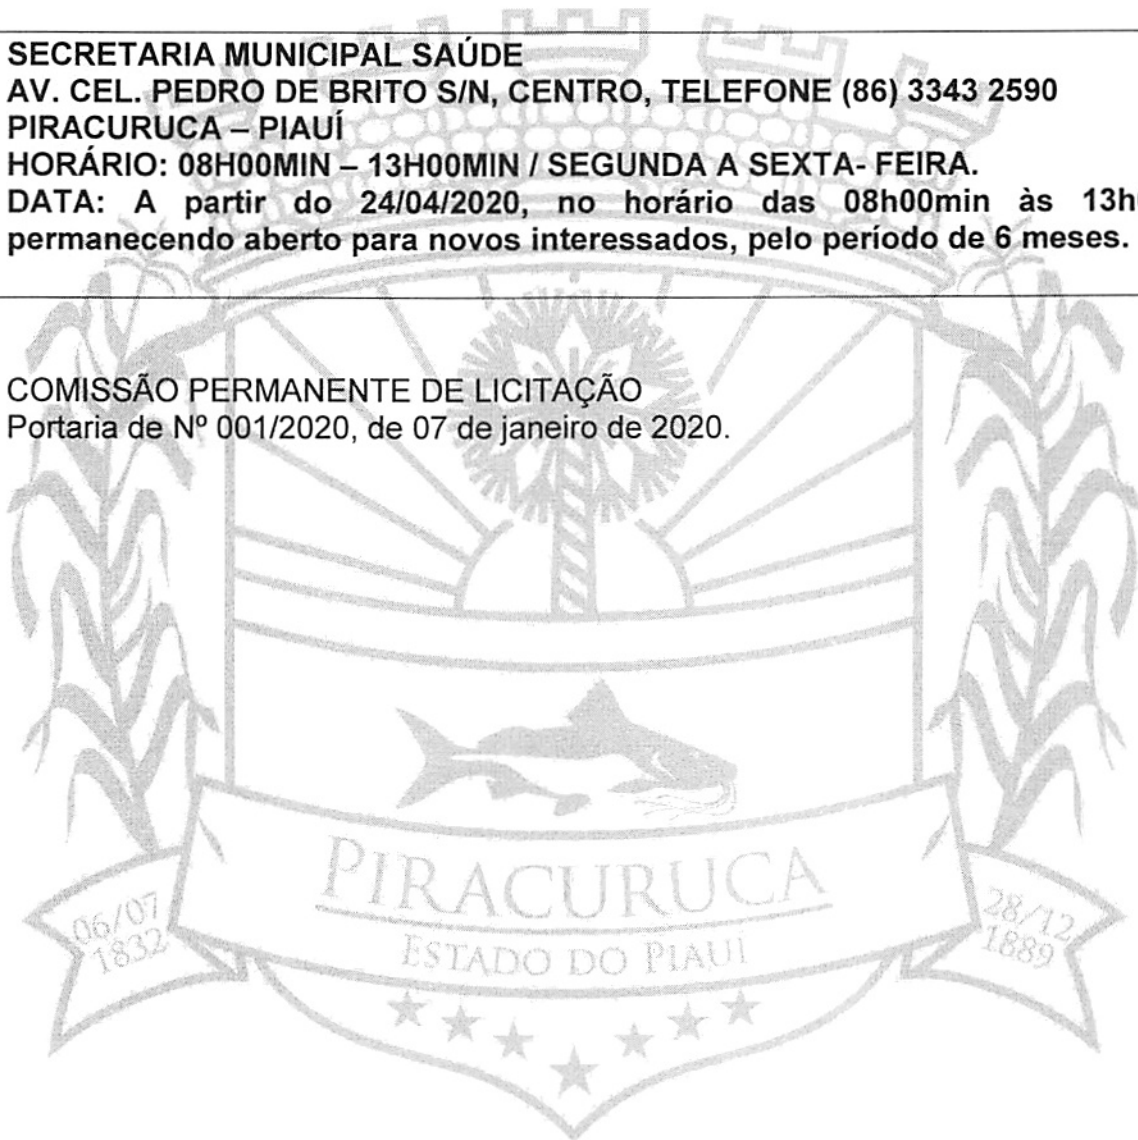 SECRETARIA MUNICIPAL SAÚDE
AV. CEL. PEDRO DE BRITO S/N, CENTRO, TELEFONE (86) 3343 2590
PIRACURUCA – PIAUÍ
HORÁRIO: 08H00MIN – 13H00MIN / SEGUNDA A SEXTA- FEIRA.
DATA: A partir do 24/04/2020, no horário das 08h00min às
permanecendo aberto para novos interessados, pelo período de 6 meses.
COMISSÃO PERMANENTE DE LICITAÇÃO
Portaria de Nº 001/2020, de 07 de janeiro de 2020.
PIRACURUCA
06/07
1832
28/12
1889
ESTADO DO PIAUÍ